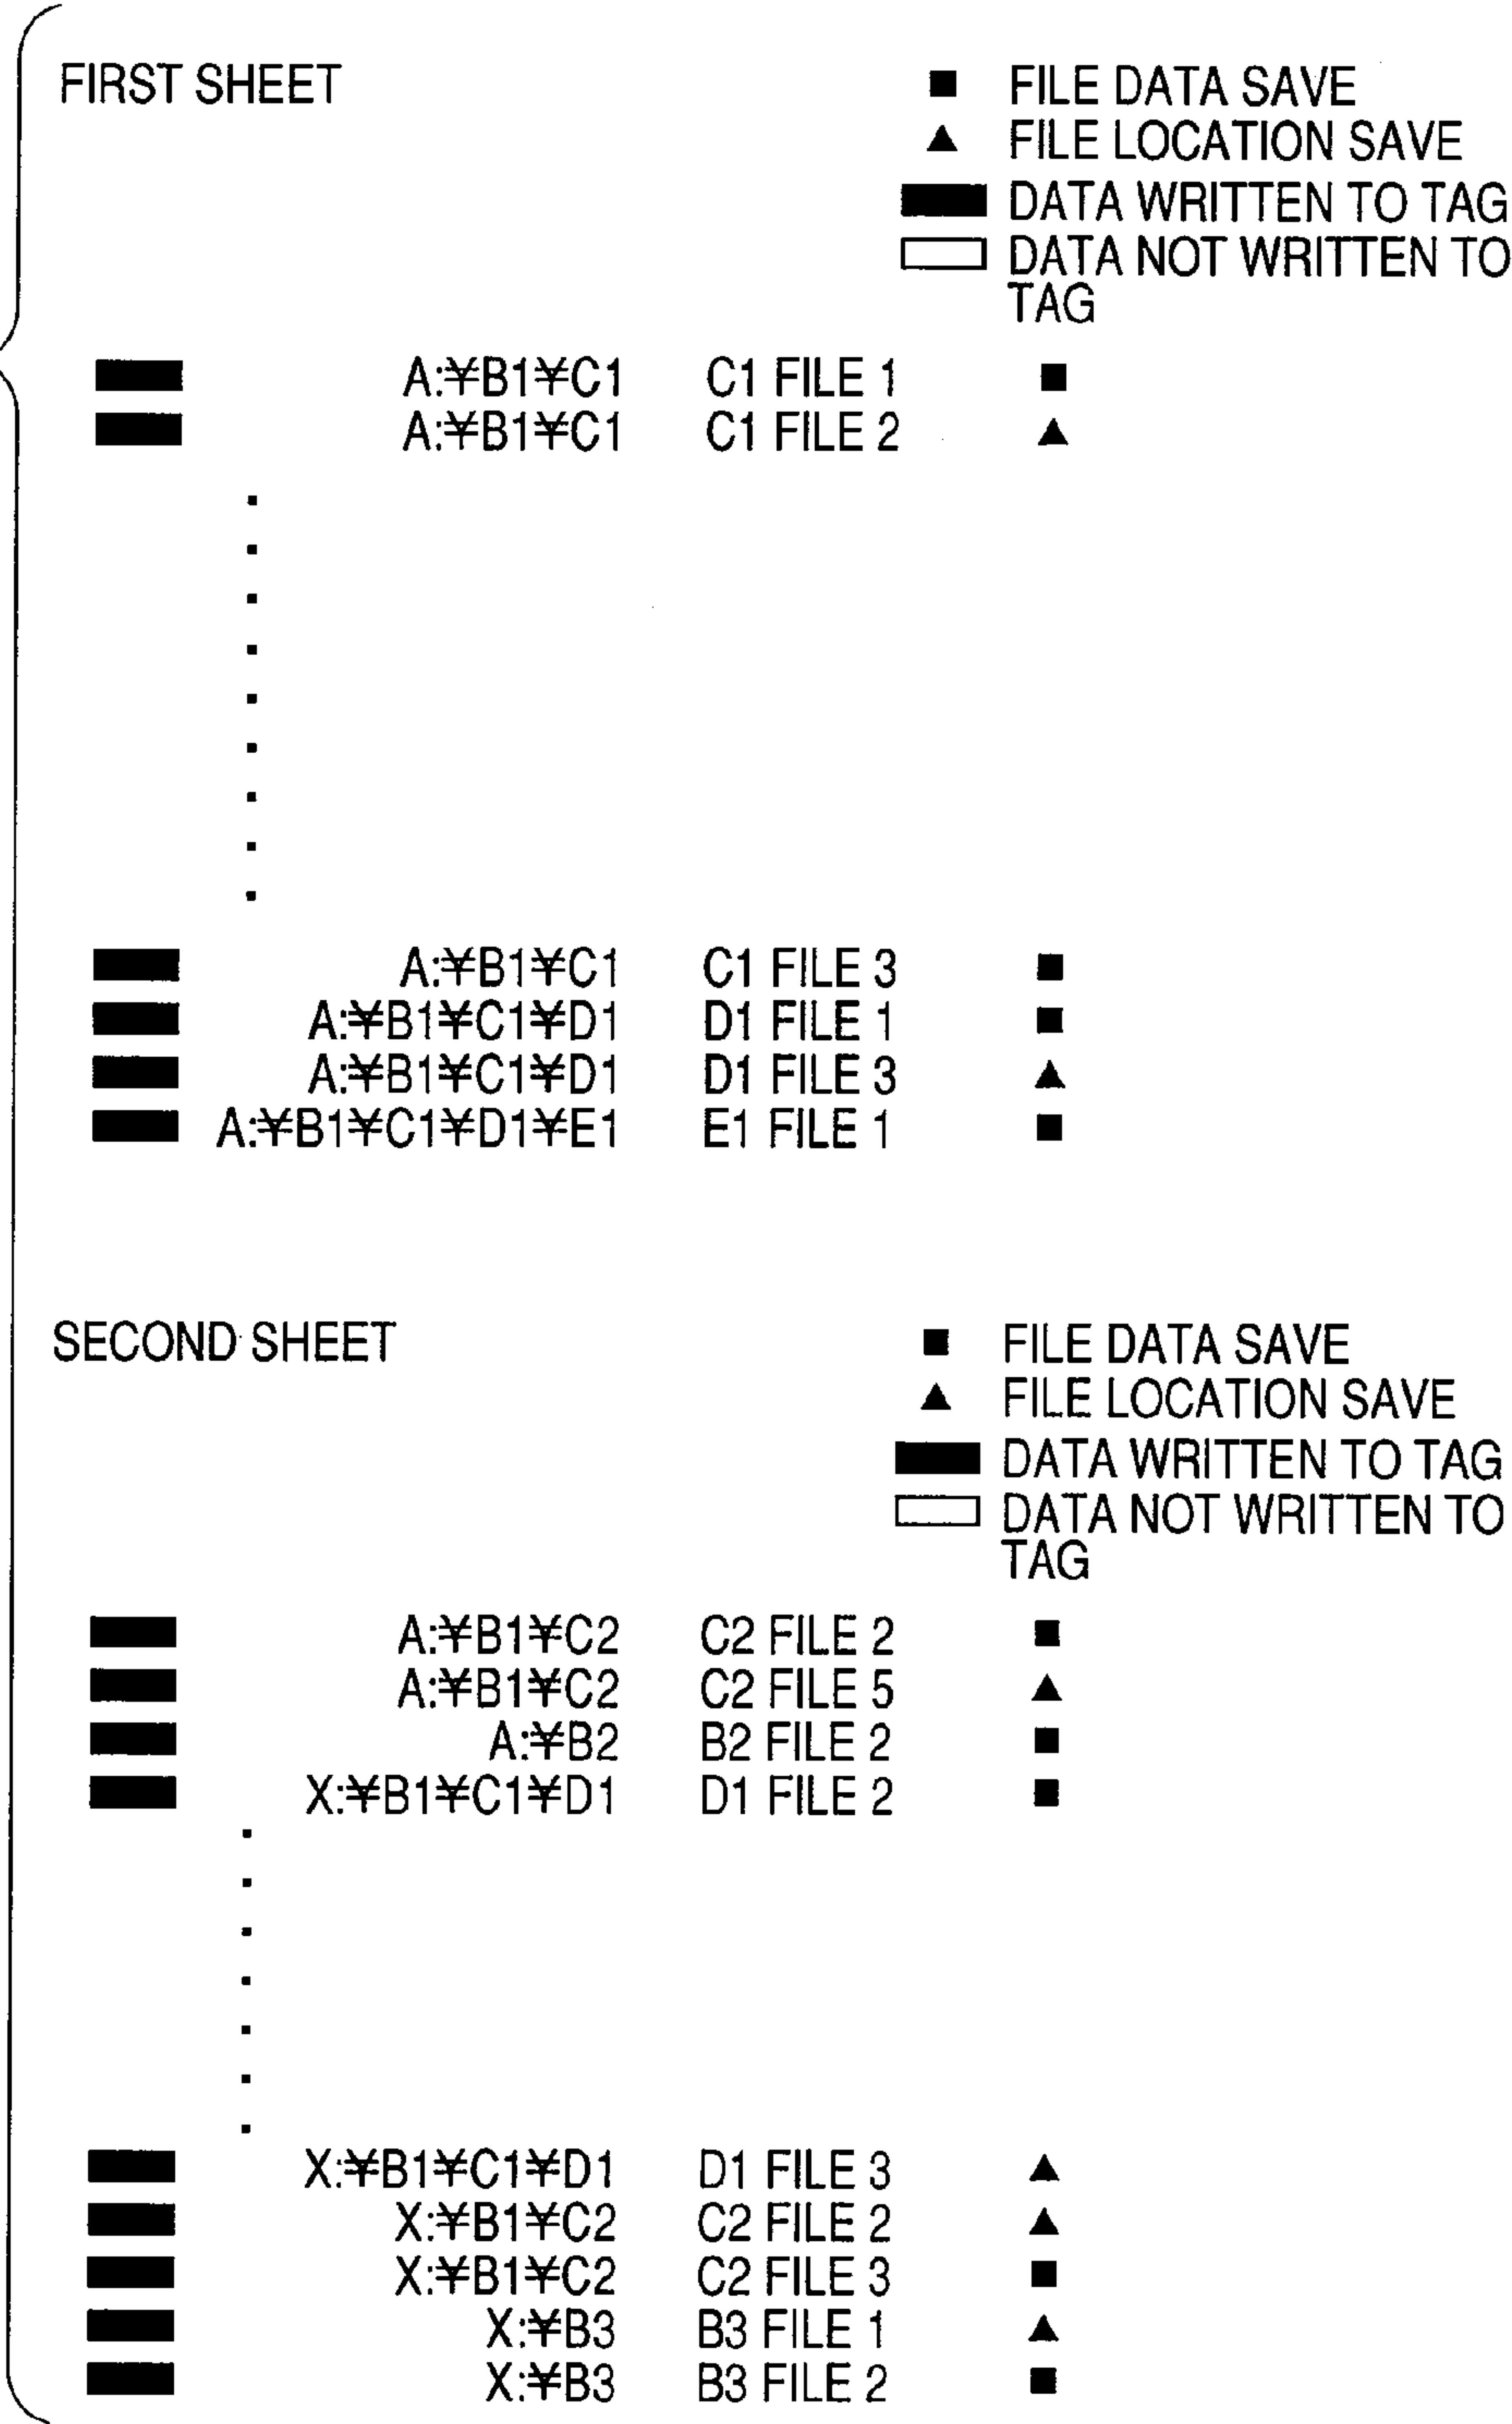 FIRST SHEET
■ FILE DATA SAVE
▲ FILE LOCATION SAVE
DATA WRITTEN TO TAG
DATA NOT WRITTEN TO
TAG
A:¥B1¥C1 C1 FILE 1 ■
A:¥B1¥C1 C1 FILE 2 ▲
A:¥B1¥C1 C1 FILE 3 ■
A:¥B1¥C1¥D1 D1 FILE 1 ■
A:¥B1¥C1¥D1 D1 FILE 3 ▲
A:¥B1¥C1¥D1¥E1 E1 FILE 1 ■
SECOND SHEET
■ FILE DATA SAVE
▲ FILE LOCATION SAVE
DATA WRITTEN TO TAG
DATA NOT WRITTEN TO
TAG
A:¥B1¥C2 C2 FILE 2 ■
A:¥B1¥C2 C2 FILE 5 ▲
A:¥B2 B2 FILE 2 ■
X:¥B1¥C1¥D1 D1 FILE 2 ■
X:¥B1¥C1¥D1 D1 FILE 3 ▲
X:¥B1¥C2 C2 FILE 2 ▲
X:¥B1¥C2 C2 FILE 3 ■
X:¥B3 B3 FILE 1 ▲
X:¥B3 B3 FILE 2 ■